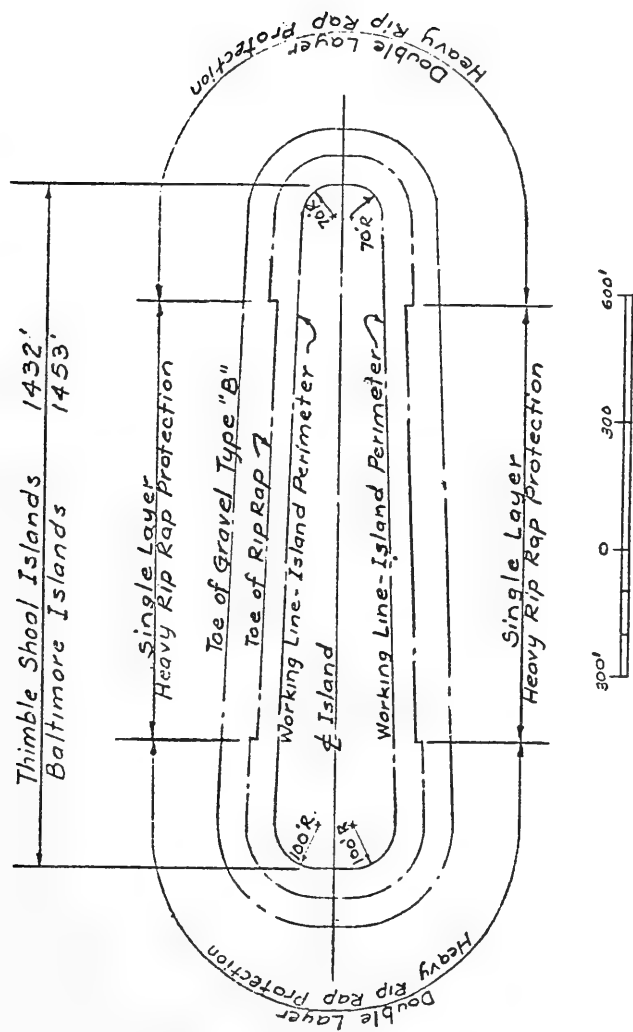 Thimble Shoal Islands 1432'
Baltimore Islands 1453'
Single Layer
Heavy Rip Rap Protection
Toe of Gravel Type "B"
Toe of Rip Rap
Working Line-Island Perimeter
℄ Island
Working Line-Island Perimeter
Single Layer
Heavy Rip Rap Protection
Double Layer
Heavy Rip Rap Protection
Double Layer
Heavy Rip Rap Protection
100'R.
100'R.
70'R.
70'R
300' 0 300' 600'